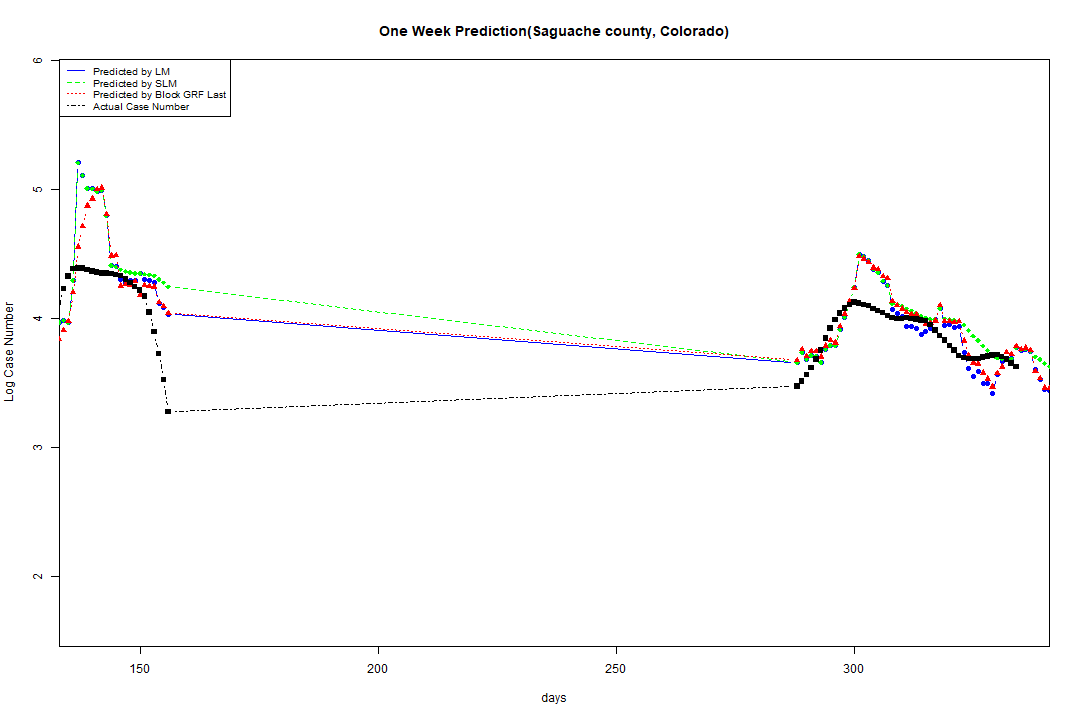 One Week Prediction(Saguache county, Colorado)
Predicted by LM
Predicted by SLM
Predicted by Block GRF Last
Actual Case Number
6
5
4
3
2
Log Case Number
150
200
250
300
days